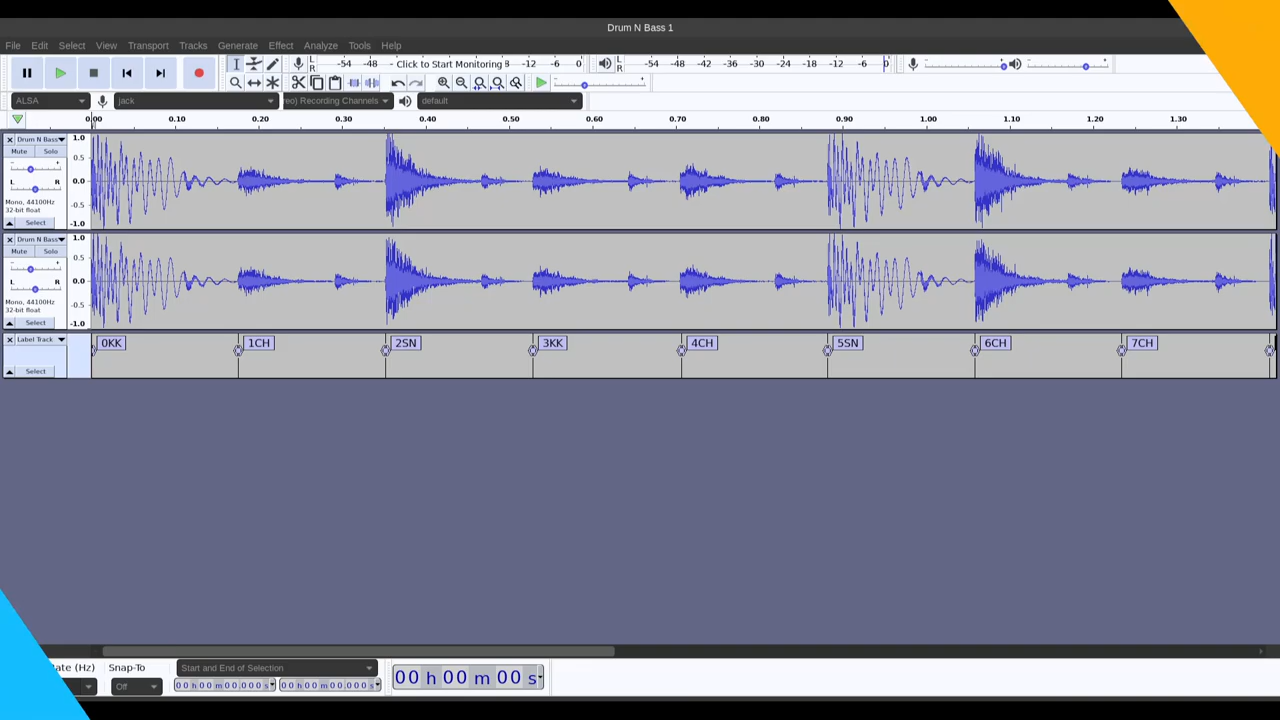 Drum N Bass 1
File Edit Select View Transport Tracks Generate Effect Analyze Tools Help
L R -54 -48 Click to Start Monitoring -12 -6 0 L R -54 -48 -42 -36 -30 -24 -18 -12 -6 0
ALSA jack Recording Channels default
0.00 0.10 0.20 0.30 0.40 0.50 0.60 0.70 0.80 0.90 1.00 1.10 1.20 1.30
Drum N Bass 1.0
Mute Solo 0.5
- +
L R 0.0
Mono, 44100Hz -0.5
32-bit float
Select -1.0
Drum N Bass 1.0
Mute Solo 0.5
- +
L R 0.0
Mono, 44100Hz -0.5
32-bit float
Select -1.0
Label Track 0KK 1CH 2SN 3KK 4CH 5SN 6CH 7CH
Select
ate (Hz) Snap-To Start and End of Selection
Off 00h00m00.000s 00h00m00.000s 00h00m00s